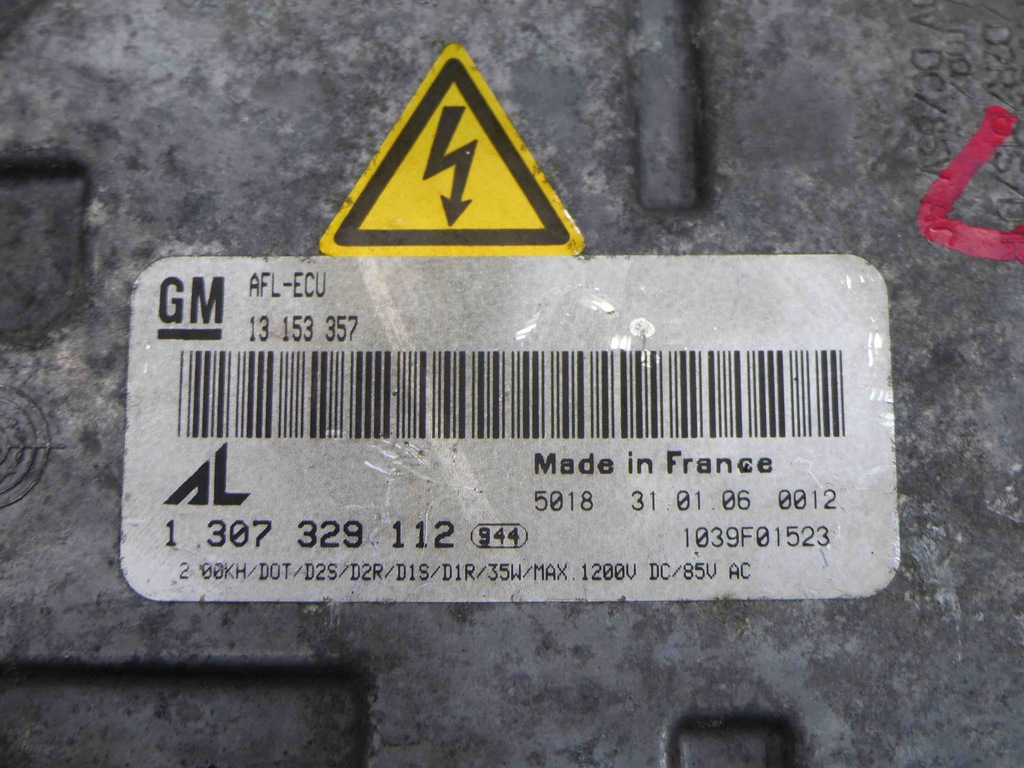 GM AFL-ECU
13 153 357
AL
Made in France
5018 31 01 06 0012
1 307 329 112 944 1039F01523
2 00KH/DOT/D2S/D2R/D1S/D1R/35W/MAX.1200V DC/85V AC